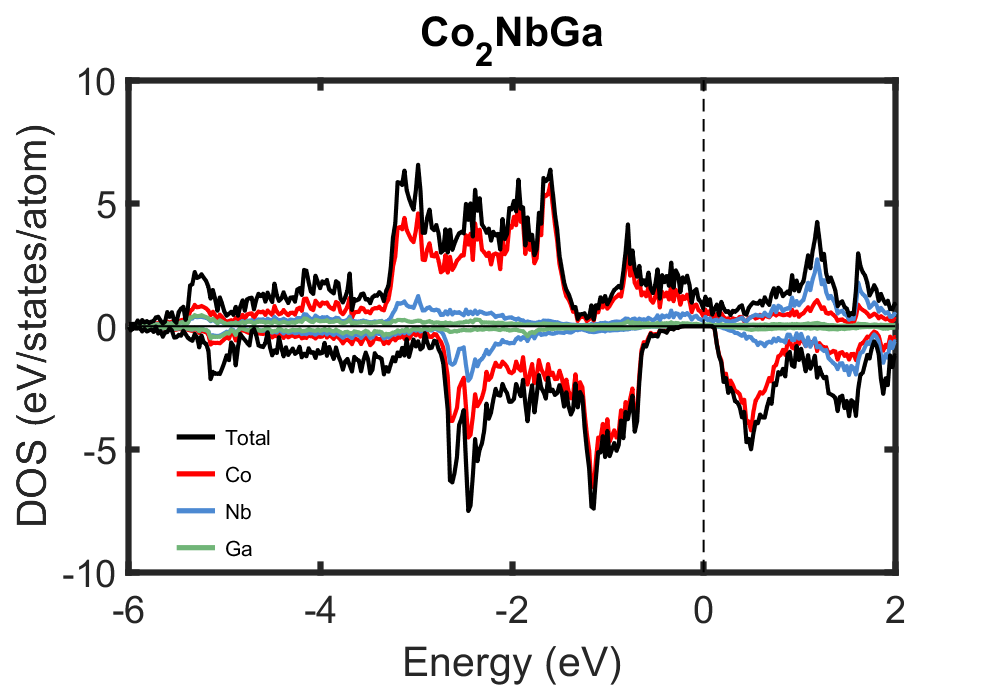 Co₂NbGa
DOS (eV/states/atom)
10
5
0
-5
-10
Total
Co
Nb
Ga
-6 -4 -2 0 2
Energy (eV)